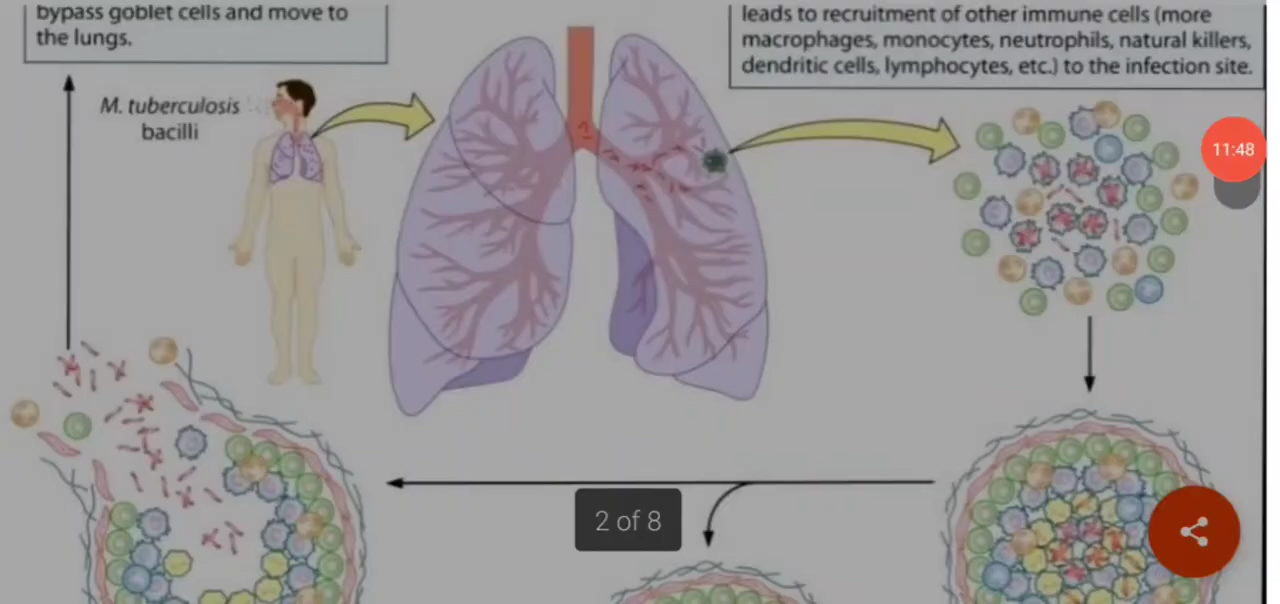 bypass goblet cells and move to
the lungs.
leads to recruitment of other immune cells (more
macrophages, monocytes, neutrophils, natural killers,
dendritic cells, lymphocytes, etc.) to the infection site.
M. tuberculosis
bacilli
11:48
2 of 8